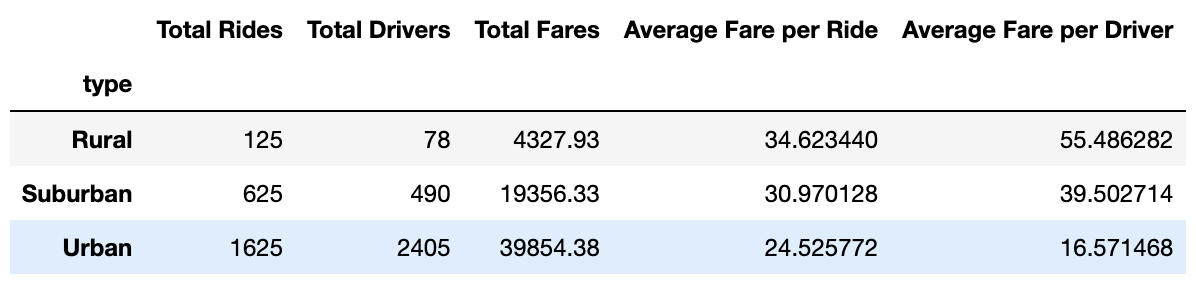 Total Rides Total Drivers Total Fares Average Fare per Ride Average Fare per Driver
type
Rural 125 78 4327.93 34.623440 55.486282
Suburban 625 490 19356.33 30.970128 39.502714
Urban 1625 2405 39854.38 24.525772 16.571468